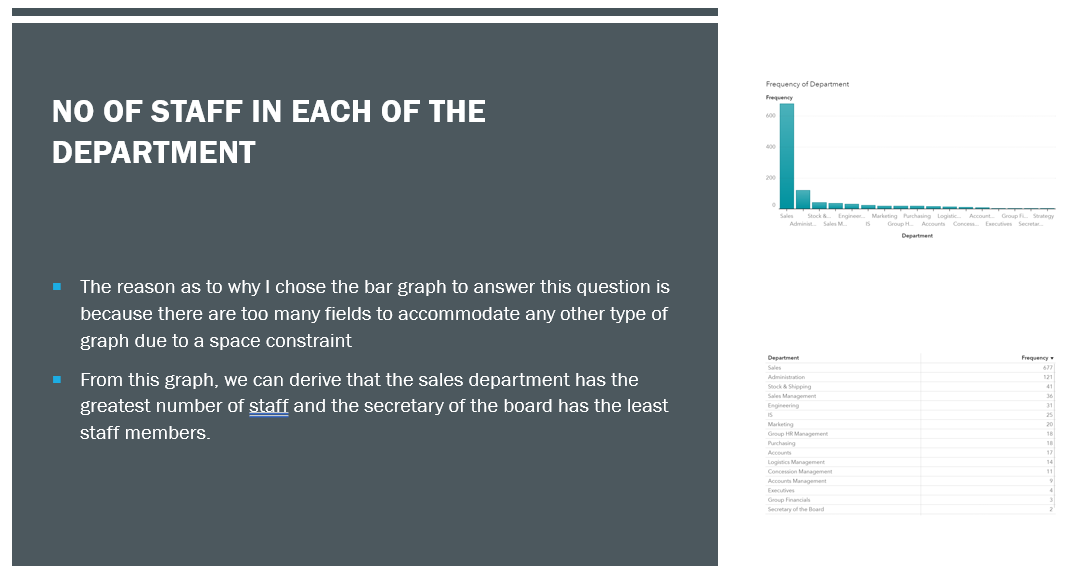 NO OF STAFF IN EACH OF THE
DEPARTMENT
The reason as to why I chose the bar graph to answer this question is
because there are too many fields to accommodate any other type of
graph due to a space constraint
From this graph, we can derive that the sales department has the
greatest number of staff and the secretary of the board has the least
staff members.
Frequency of Department
Frequency
600
400
200
0
Sales Stock &... Engineer... Marketing Purchasing Logistic... Account... Group Fi... Strategy
Administ... Sales M... IS Group H... Accounts Concess... Executives Secretar...
Department
Department Frequency
Sales 677
Administration 121
Stock & Shipping 41
Sales Management 36
Engineering 31
IS 25
Marketing 20
Group HR Management 18
Purchasing 18
Accounts 17
Logistics Management 14
Concession Management 11
Accounts Management 9
Executives 4
Group Financials 3
Secretary of the Board 2